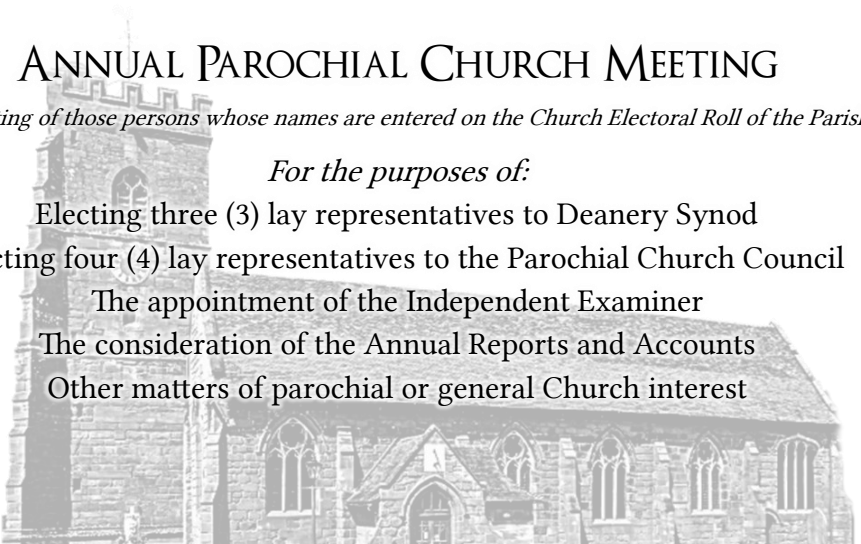 ANNUAL PAROCHIAL CHURCH MEETING
ing of those persons whose names are entered on the Church Electoral Roll of the Paris
For the purposes of:
Electing three (3) lay representatives to Deanery Synod
cting four (4) lay representatives to the Parochial Church Council
The appointment of the Independent Examiner
The consideration of the Annual Reports and Accounts
Other matters of parochial or general Church interest